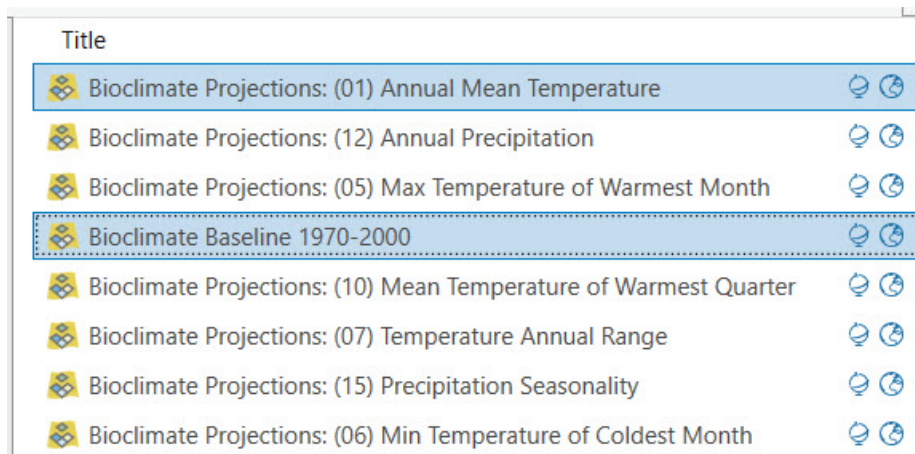 Title
Bioclimate Projections: (01) Annual Mean Temperature
Bioclimate Projections: (12) Annual Precipitation
Bioclimate Projections: (05) Max Temperature of Warmest Month
Bioclimate Baseline 1970-2000
Bioclimate Projections: (10) Mean Temperature of Warmest Quarter
Bioclimate Projections: (07) Temperature Annual Range
Bioclimate Projections: (15) Precipitation Seasonality
Bioclimate Projections: (06) Min Temperature of Coldest Month